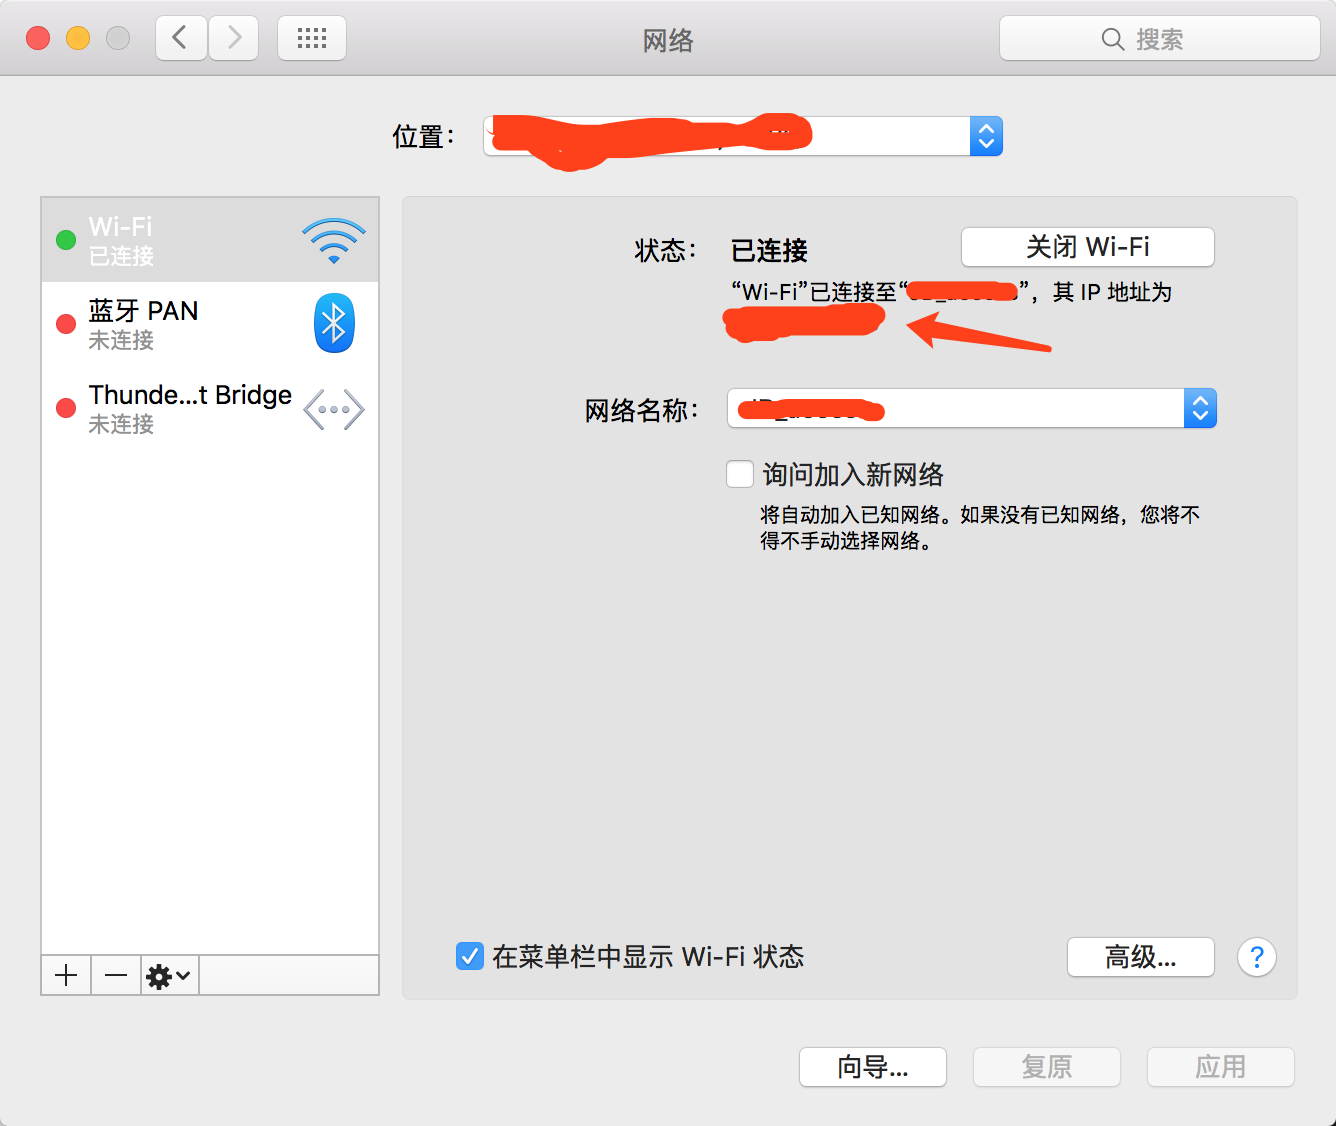 网络
搜索
位置：
Wi-Fi
已连接
蓝牙 PAN
未连接
Thunde...t Bridge
未连接
状态：
已连接
关闭 Wi-Fi
“Wi-Fi”已连接至“ ”，其 IP 地址为
网络名称：
询问加入新网络
将自动加入已知网络。如果没有已知网络，您将不
得不手动选择网络。
在菜单栏中显示 Wi-Fi 状态
高级...
?
向导...
复原
应用